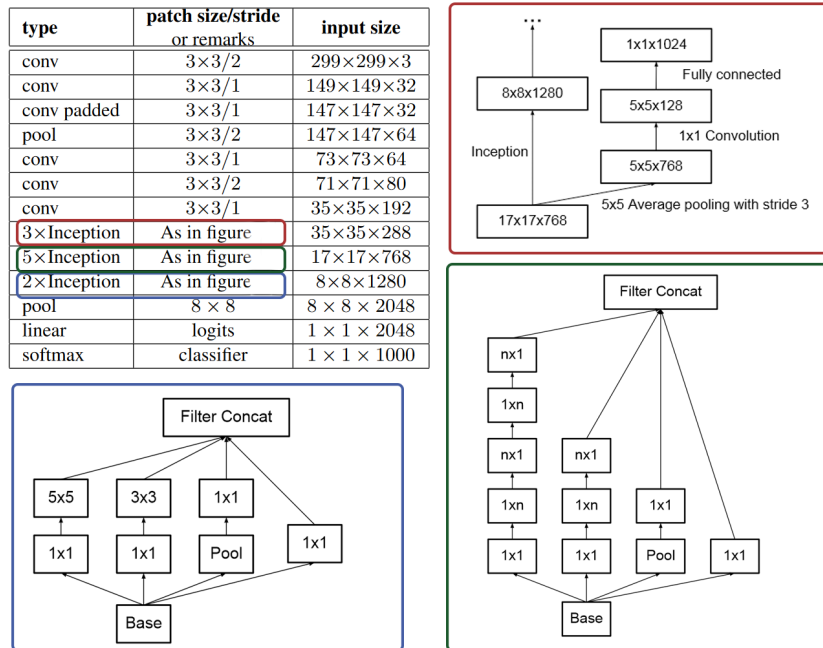 type patch size/stride or remarks input size
conv 3×3/2 299×299×3
conv 3×3/1 149×149×32
conv padded 3×3/1 147×147×32
pool 3×3/2 147×147×64
conv 3×3/1 73×73×64
conv 3×3/2 71×71×80
conv 3×3/1 35×35×192
3×Inception As in figure 35×35×288
5×Inception As in figure 17×17×768
2×Inception As in figure 8×8×1280
pool 8 × 8 8 × 8 × 2048
linear logits 1 × 1 × 2048
softmax classifier 1 × 1 × 1000
...
1x1x1024
Fully connected
8x8x1280
5x5x128
1x1 Convolution
Inception
5x5x768
5x5 Average pooling with stride 3
17x17x768
Filter Concat
5x5 3x3 1x1
1x1 1x1 Pool 1x1
Base
Filter Concat
nx1
1xn
nx1 nx1
1xn 1xn 1x1
1x1 1x1 Pool 1x1
Base